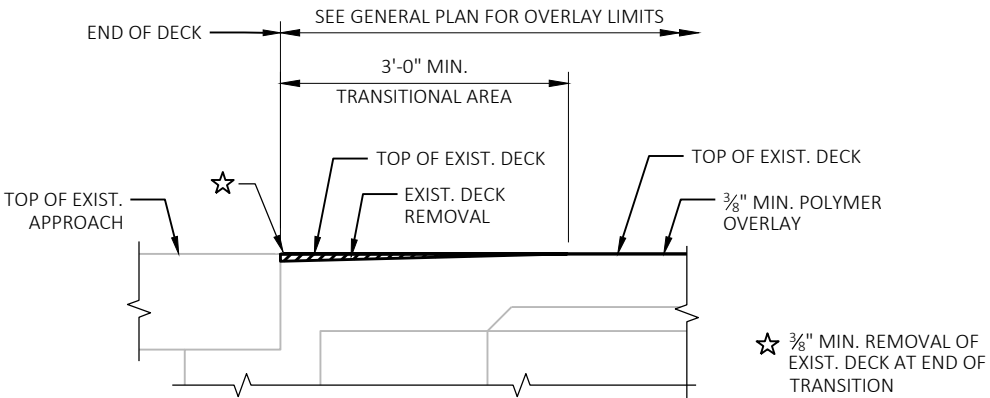 SEE GENERAL PLAN FOR OVERLAY LIMITS
END OF DECK
3'-0" MIN.
TRANSITIONAL AREA
TOP OF EXIST. DECK
TOP OF EXIST. DECK
TOP OF EXIST.
APPROACH
EXIST. DECK
REMOVAL
⅜" MIN. POLYMER
OVERLAY
☆ ⅜" MIN. REMOVAL OF
EXIST. DECK AT END OF
TRANSITION